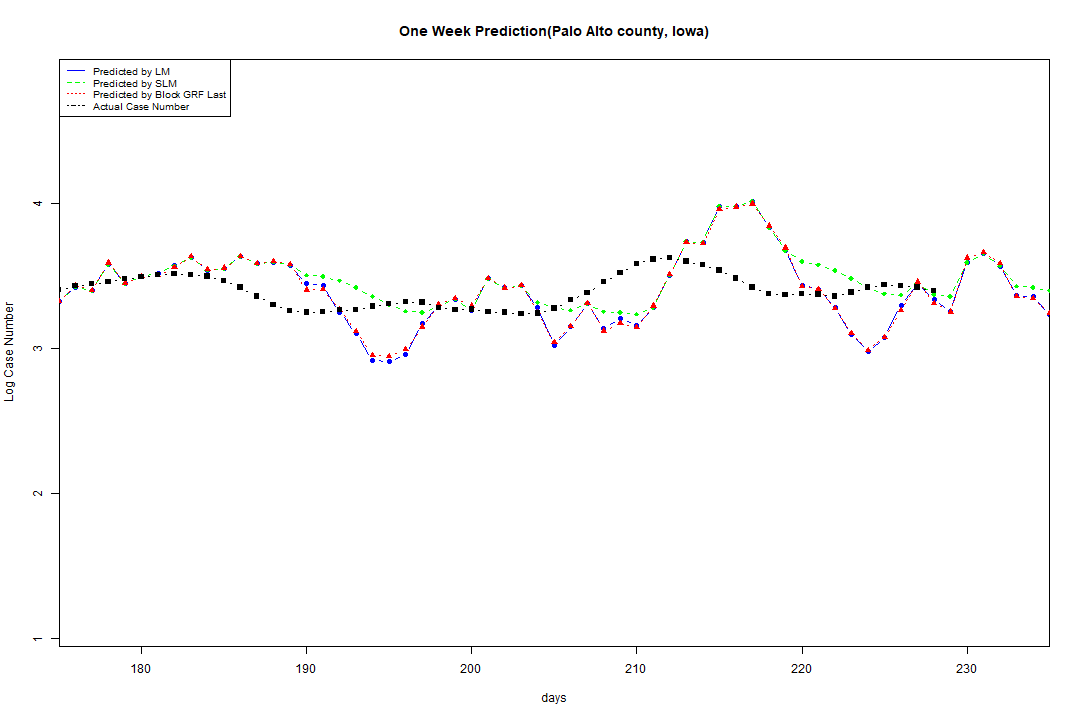 One Week Prediction(Palo Alto county, Iowa)
Predicted by LM
Predicted by SLM
Predicted by Block GRF Last
Actual Case Number
Log Case Number
4
3
2
1
180 190 200 210 220 230
days